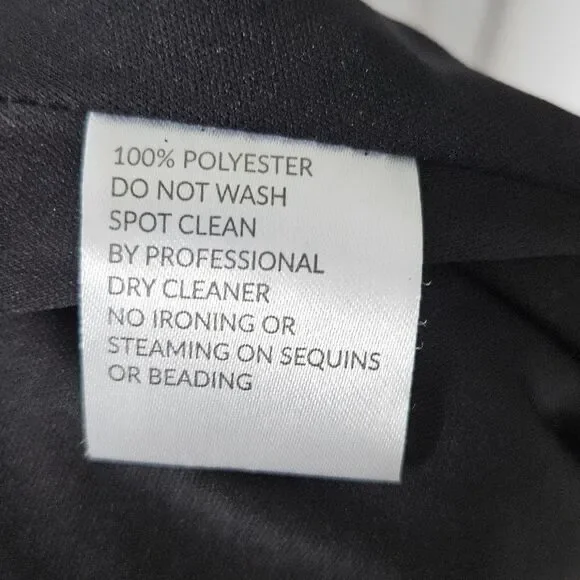 100% POLYESTER
DO NOT WASH
SPOT CLEAN
BY PROFESSIONAL
DRY CLEANER
NO IRONING OR
STEAMING ON SEQUINS
OR BEADING